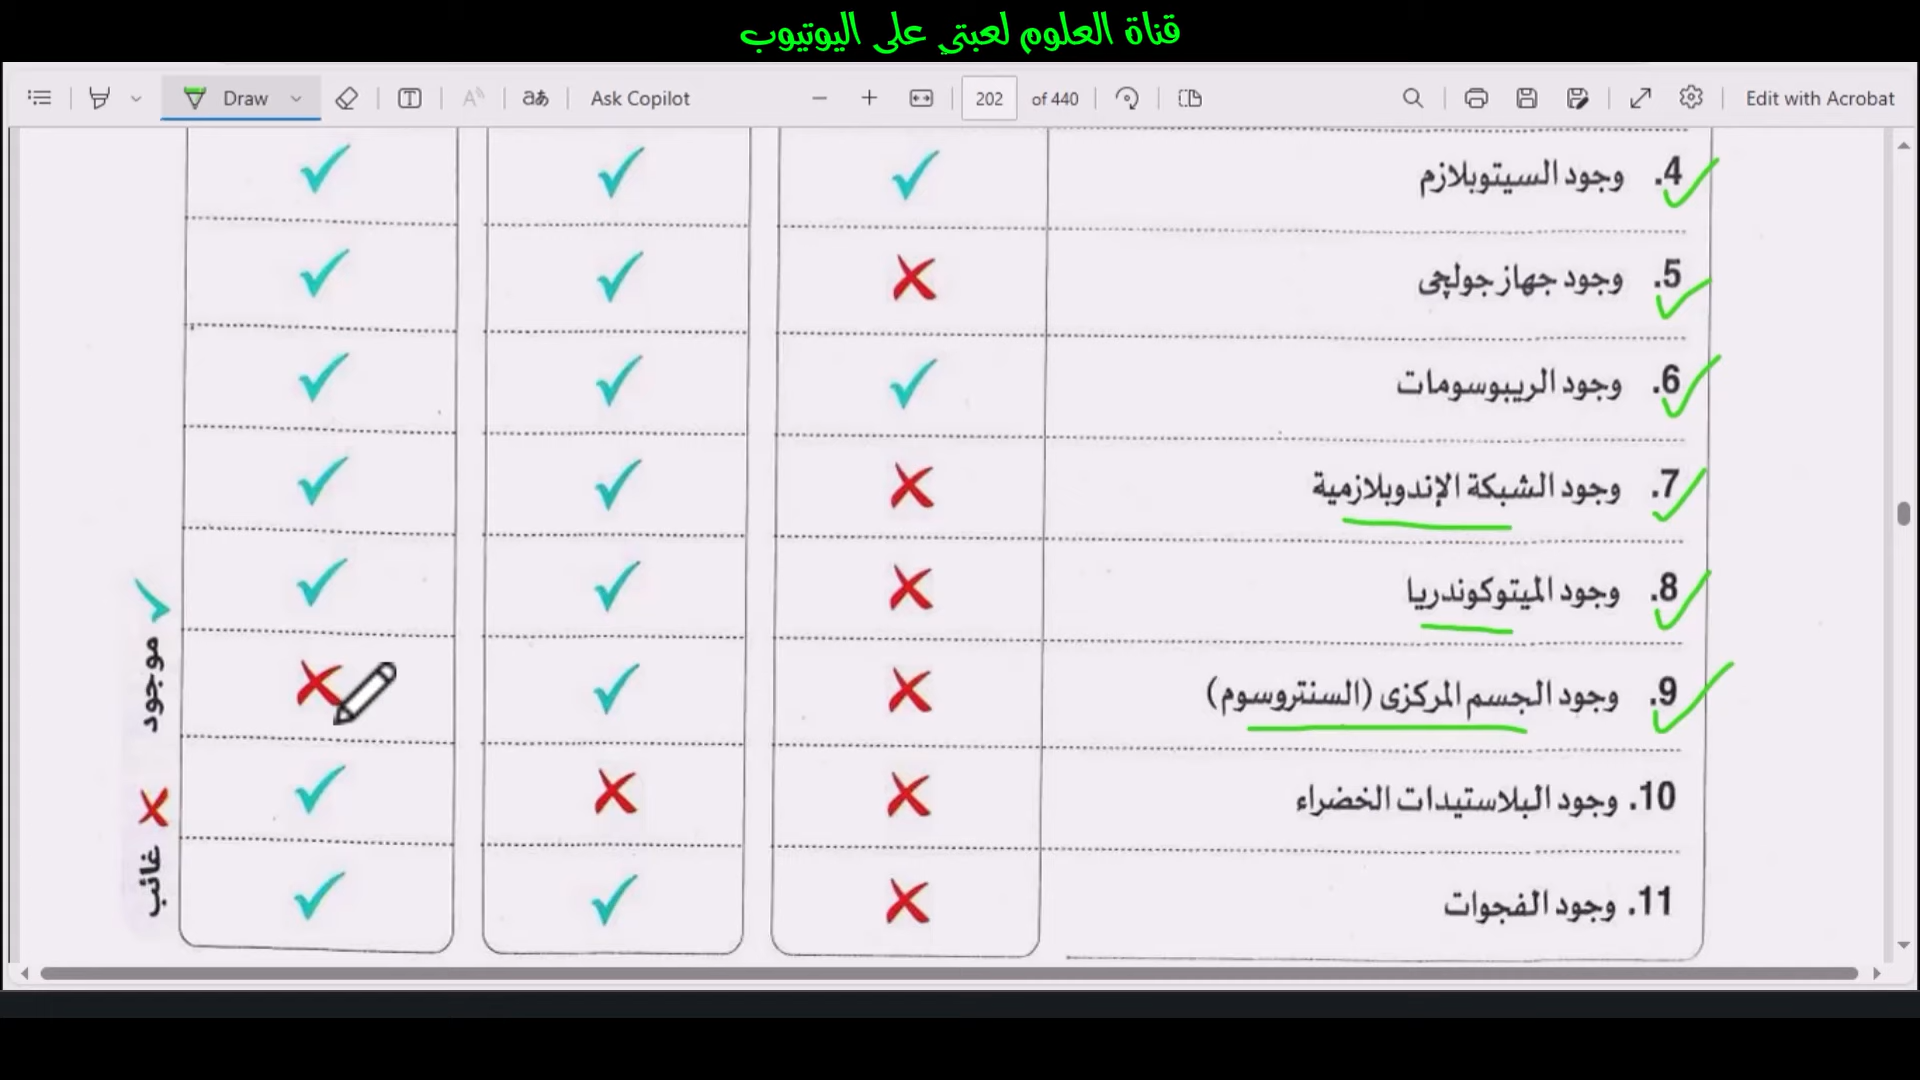 قناة العلوم لعبتي على اليوتيوب
Draw
Ask Copilot
202
of 440
Edit with Acrobat
4. وجود السيتوبلازم
5. وجود جهاز جولچى
6. وجود الريبوسومات
7. وجود الشبكة الإندوبلازمية
8. وجود الميتوكوندريا
9. وجود الجسم المركزى (السنتروسوم)
10. وجود البلاستيدات الخضراء
11. وجود الفجوات
موجود
غائب